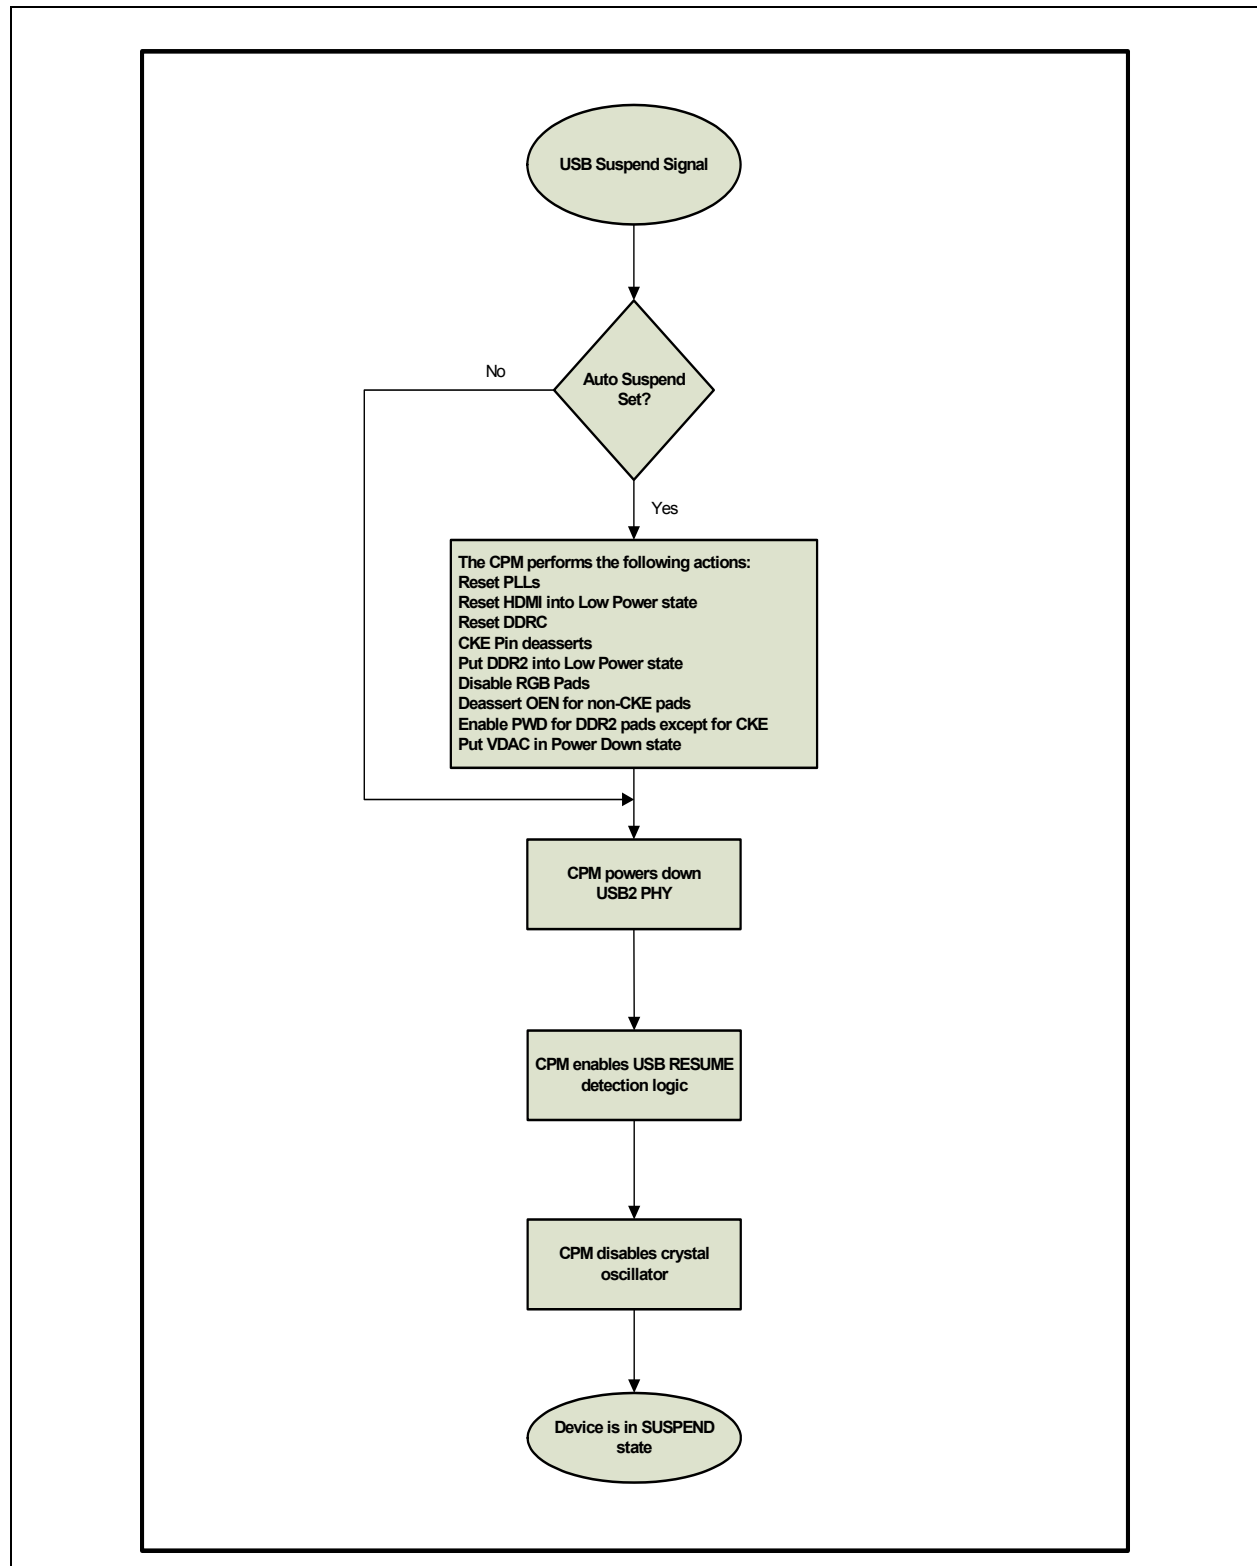 USB Suspend Signal
Auto Suspend
Set?
No
Yes
The CPM performs the following actions:
Reset PLLs
Reset HDMI into Low Power state
Reset DDRC
CKE Pin deasserts
Put DDR2 into Low Power state
Disable RGB Pads
Deassert OEN for non-CKE pads
Enable PWD for DDR2 pads except for CKE
Put VDAC in Power Down state
CPM powers down
USB2 PHY
CPM enables USB RESUME
detection logic
CPM disables crystal
oscillator
Device is in SUSPEND
state